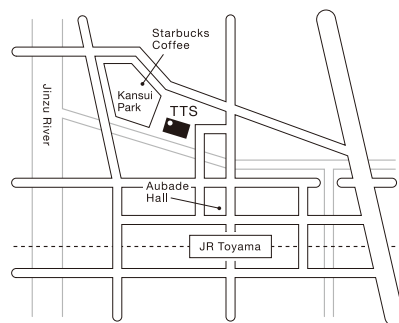 Starbucks
Coffee
Kansui
Park
TTS
Jinzu River
Aubade
Hall
JR Toyama